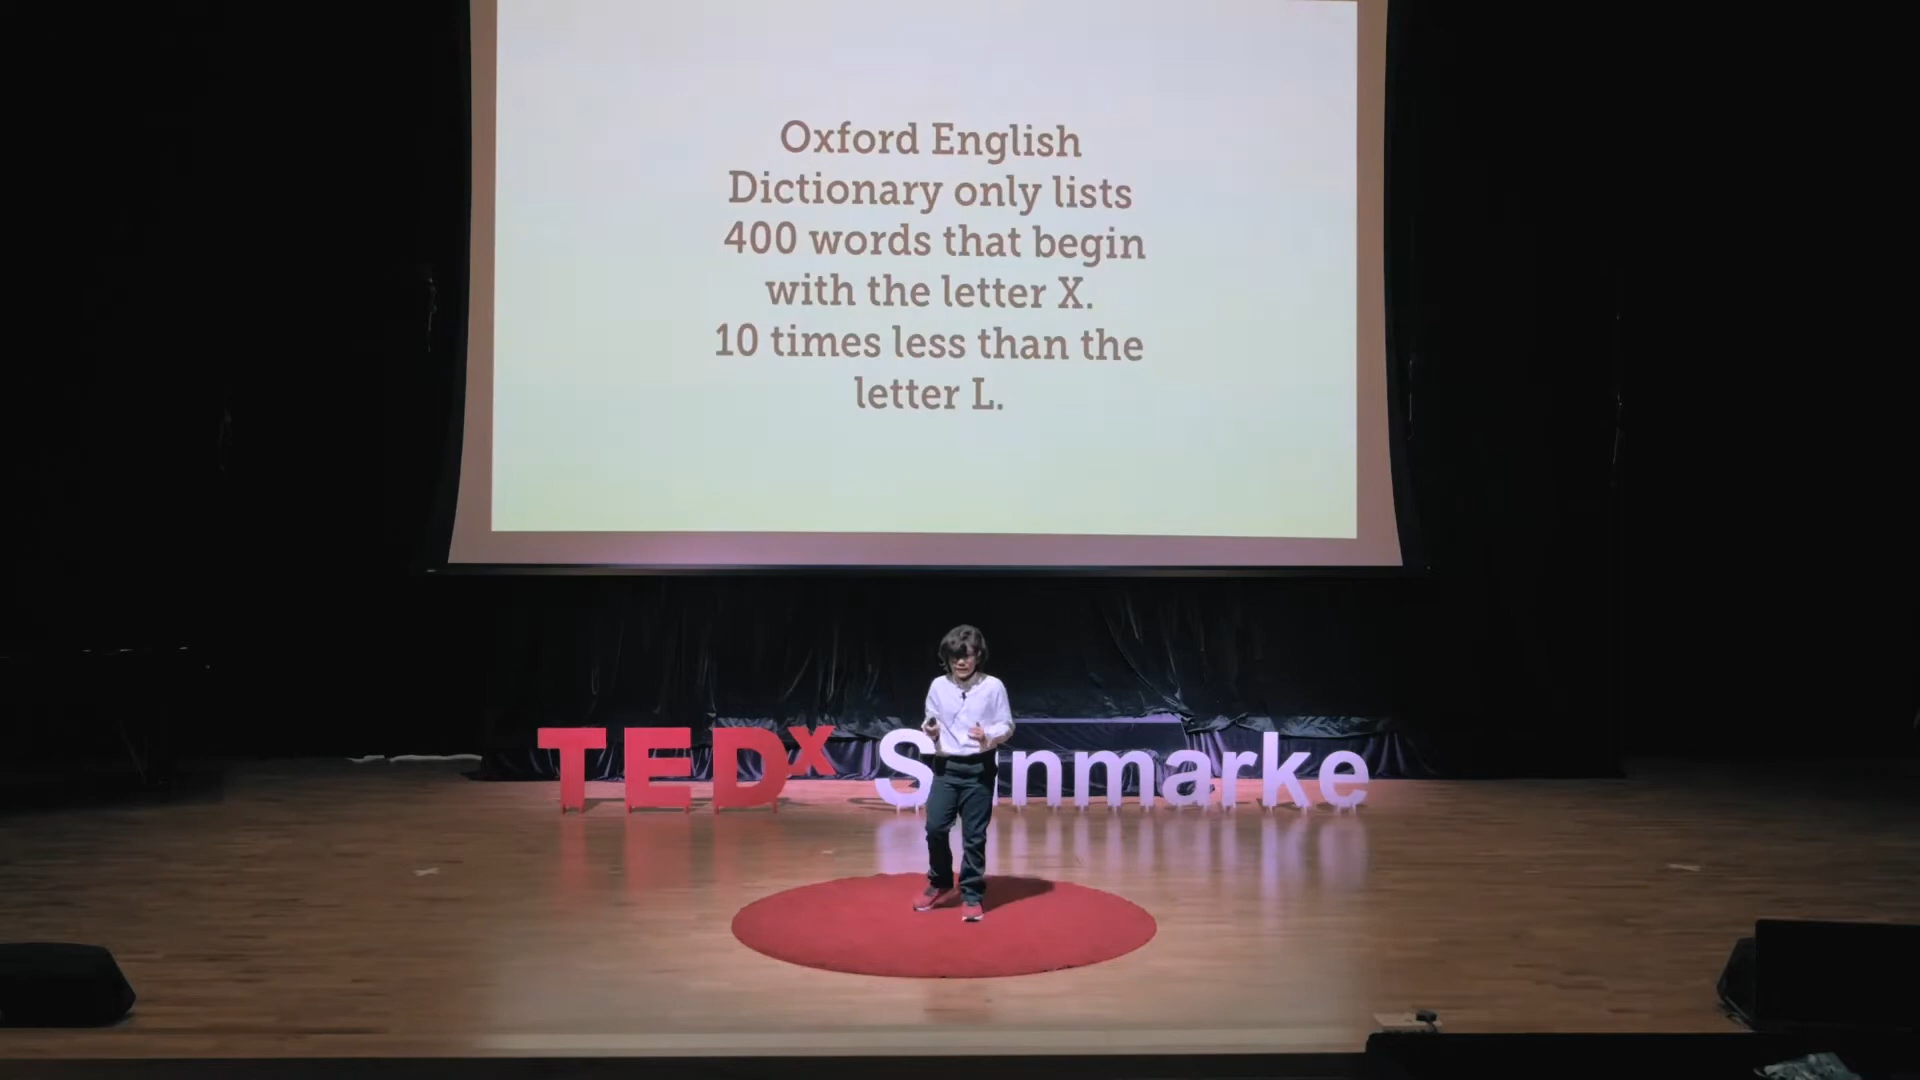 Oxford English
Dictionary only lists
400 words that begin
with the letter X.
10 times less than the
letter L.
TEDx Sunmarke